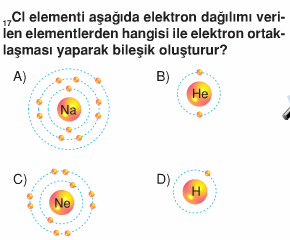 ₁₇Cl elementi aşağıda elektron dağılımı veri-
len elementlerden hangisi ile elektron ortak-
laşması yaparak bileşik oluşturur?
A) Na
B) He
C) Ne
D) H